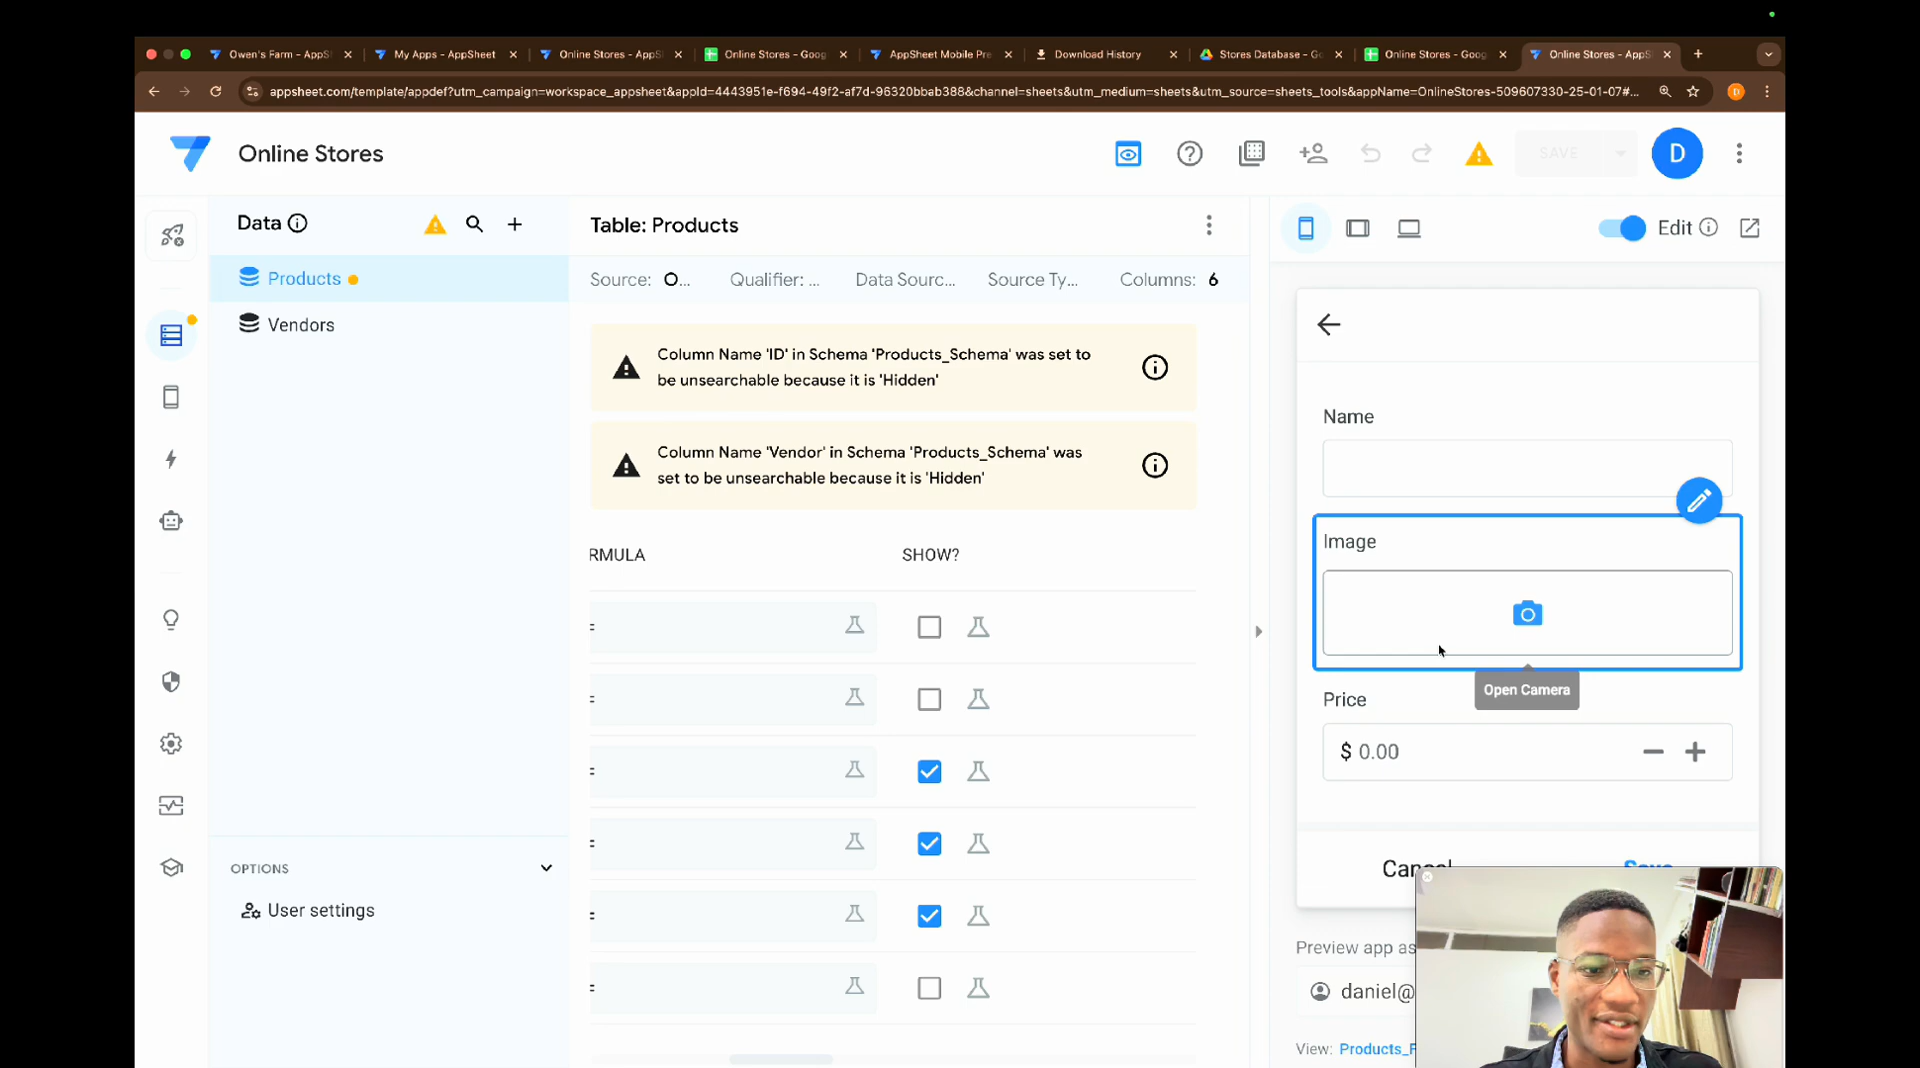 Owen's Farm - AppS
My Apps - AppSheet
Online Stores - AppS
Online Stores - Goog
AppSheet Mobile Pre
Download History
Stores Database - Go
Online Stores - Goog
Online Stores - AppS
appsheet.com/template/appdef?utm_campaign=workspace_appsheet&appId=4443951e-f694-49f2-af7d-96320bbab388&channel=sheets&utm_medium=sheets&utm_source=sheets_tools&appName=OnlineStores-509607330-25-01-07#...
D
Online Stores
SAVE
D
Data
Products
Vendors
OPTIONS
User settings
Table: Products
Source: O...
Qualifier: ...
Data Sourc...
Source Ty...
Columns: 6
Column Name 'ID' in Schema 'Products_Schema' was set to
be unsearchable because it is 'Hidden'
Column Name 'Vendor' in Schema 'Products_Schema' was
set to be unsearchable because it is 'Hidden'
RMULA
SHOW?
=
=
=
=
=
=
Edit
Name
Image
Open Camera
Price
$ 0.00
Cancel
Save
Preview app as
daniel@
View: Products_F